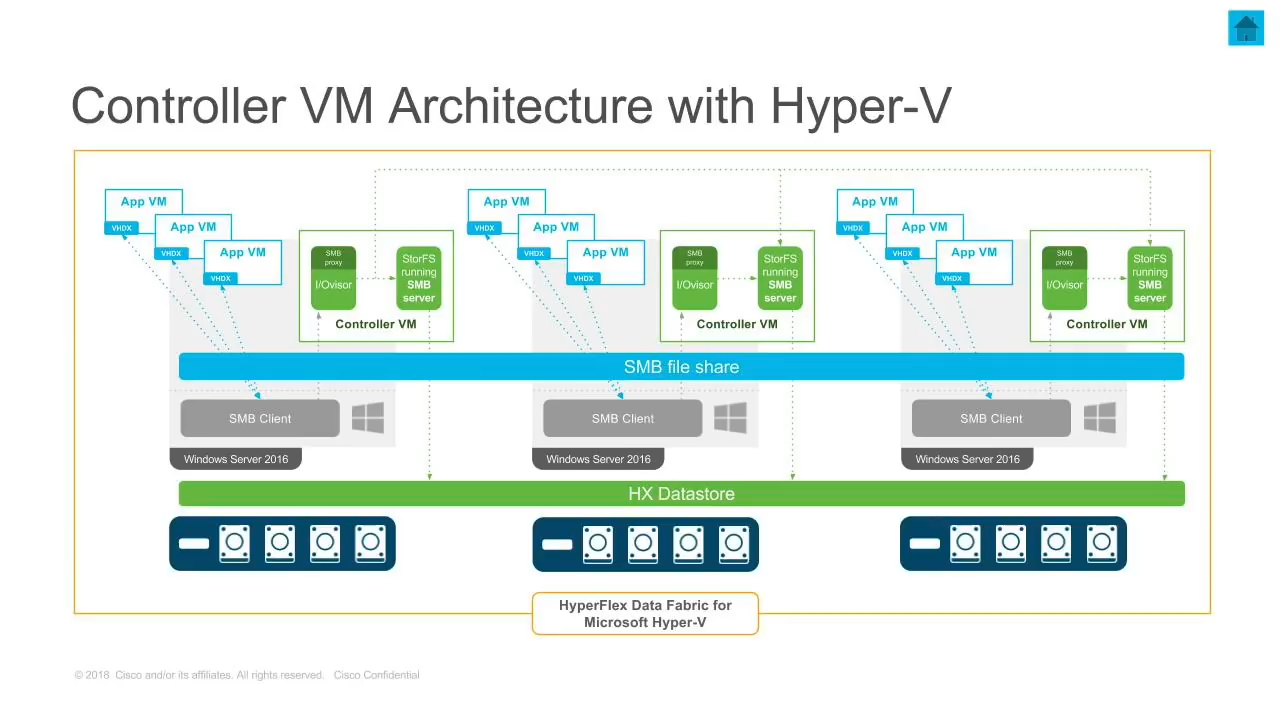 Controller VM Architecture with Hyper-V
App VM
VHDX
App VM
VHDX
App VM
VHDX
SMB
proxy
I/Ovisor
StorFS
running
SMB
server
Controller VM
App VM
VHDX
App VM
VHDX
App VM
VHDX
SMB
proxy
I/Ovisor
StorFS
running
SMB
server
Controller VM
App VM
VHDX
App VM
VHDX
App VM
VHDX
SMB
proxy
I/Ovisor
StorFS
running
SMB
server
Controller VM
SMB file share
SMB Client
SMB Client
SMB Client
Windows Server 2016
Windows Server 2016
Windows Server 2016
HX Datastore
HyperFlex Data Fabric for
Microsoft Hyper-V
© 2018 Cisco and/or its affiliates. All rights reserved. Cisco Confidential